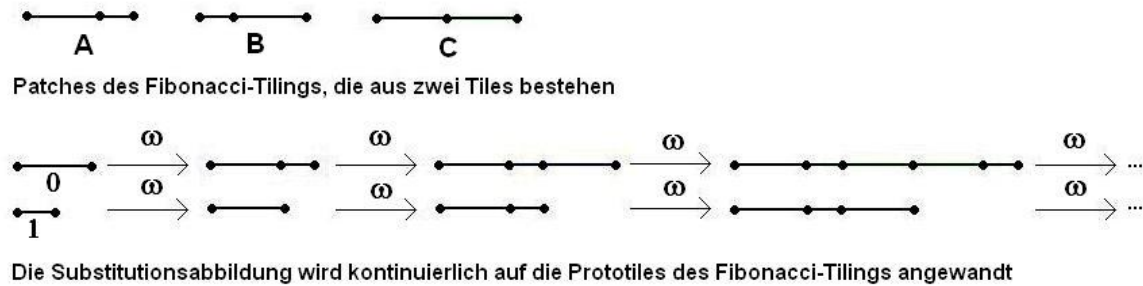 A B C
Patches des Fibonacci-Tilings, die aus zwei Tiles bestehen
ω ω ω ω
0 ...
ω ω ω ω
1 ...
Die Substitutionsabbildung wird kontinuierlich auf die Prototiles des Fibonacci-Tilings angewandt